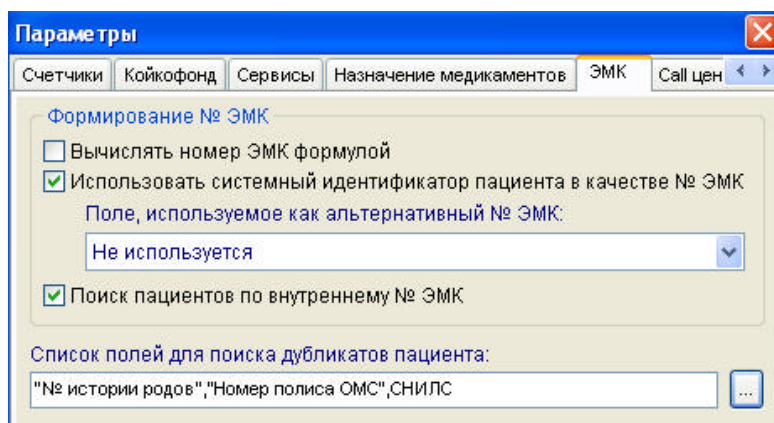 Параметры
Счетчики Койкофонд Сервисы Назначение медикаментов ЭМК Call цен
Формирование № ЭМК
Вычислять номер ЭМК формулой
Использовать системный идентификатор пациента в качестве № ЭМК
Поле, используемое как альтернативный № ЭМК:
Не используется
Поиск пациентов по внутреннему № ЭМК
Список полей для поиска дубликатов пациента:
"№ истории родов","Номер полиса ОМС",СНИЛС
...